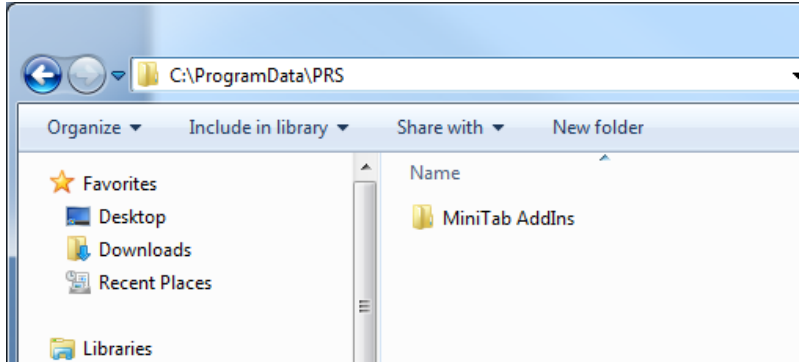 C:\ProgramData\PRS
Organize Include in library Share with New folder
Favorites
Desktop
Downloads
Recent Places
Libraries
Name
MiniTab AddIns